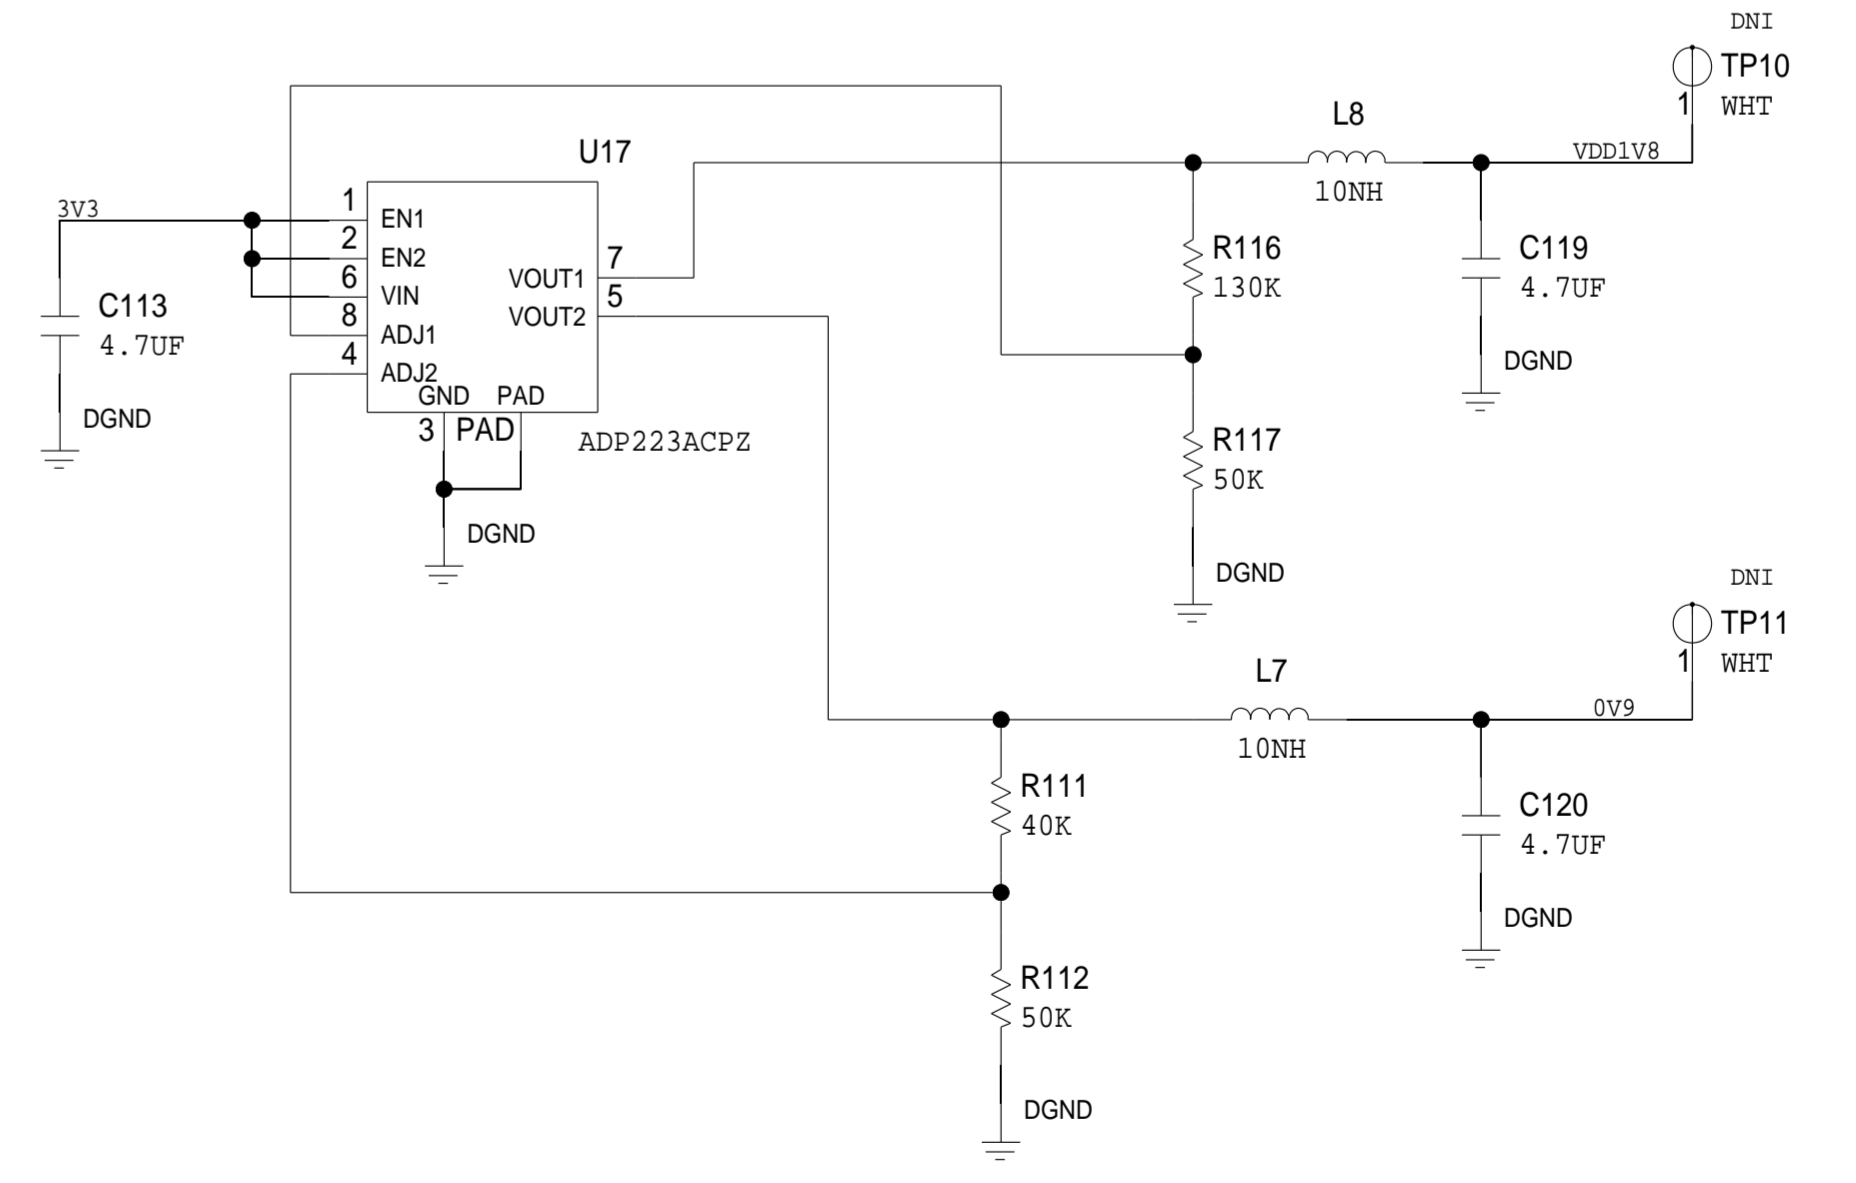 DNI
TP10
1
WHT
L8
10NH
VDD1V8
U17
3V3
1
EN1
2
EN2
6
VIN
8
ADJ1
4
ADJ2
VOUT1
7
VOUT2
5
GND
PAD
3
PAD
ADP223ACPZ
DGND
C113
4.7UF
DGND
R116
130K
C119
4.7UF
DGND
R117
50K
DGND
DNI
TP11
1
WHT
L7
10NH
0V9
R111
40K
C120
4.7UF
DGND
R112
50K
DGND